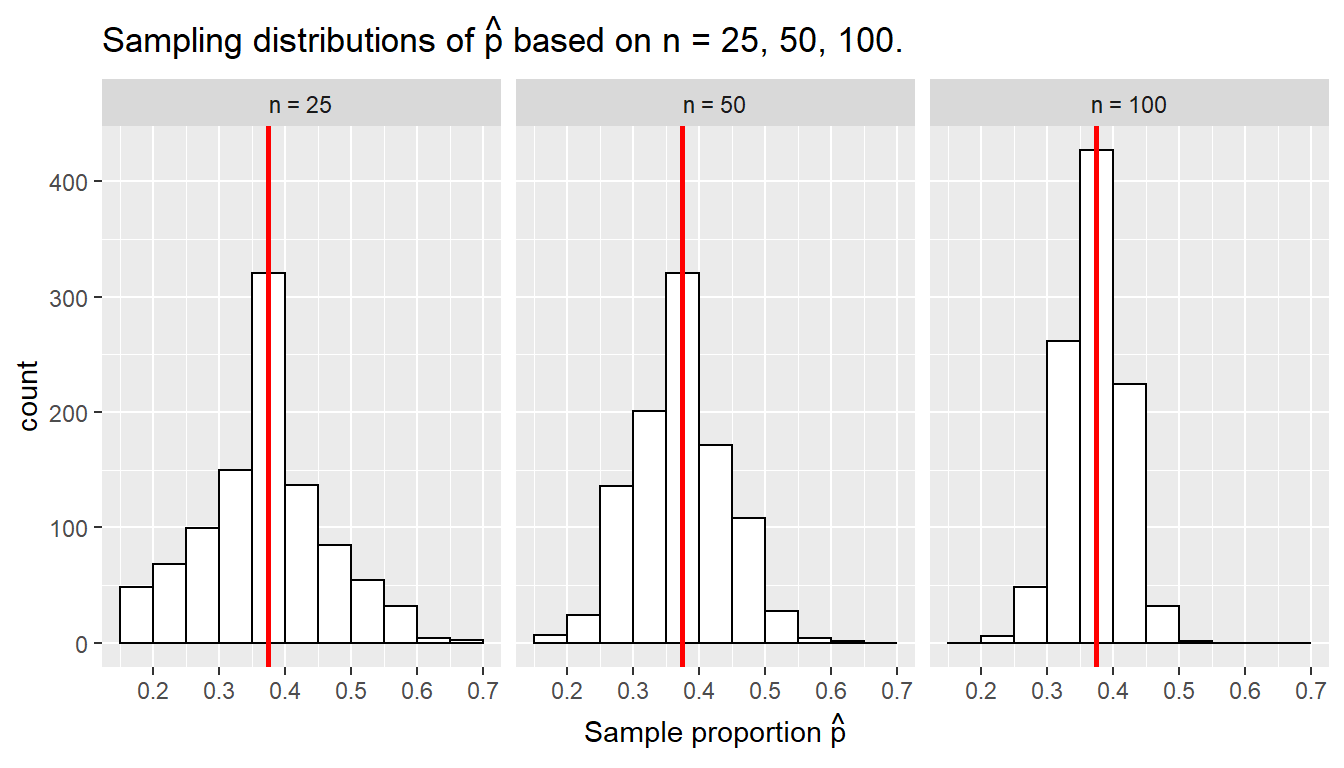 Sampling distributions of p̂ based on n = 25, 50, 100.
n = 25 n = 50 n = 100
400
300
200
100
0
count
0.2 0.3 0.4 0.5 0.6 0.7 0.2 0.3 0.4 0.5 0.6 0.7 0.2 0.3 0.4 0.5 0.6 0.7
Sample proportion p̂